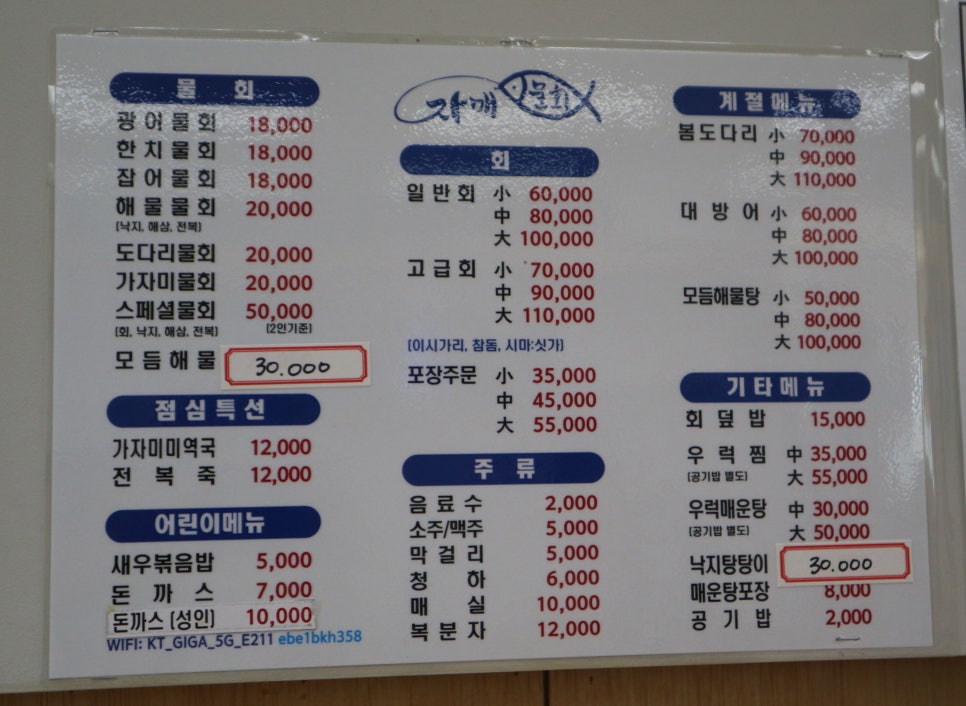 물 회
광어물회 18,000
한치물회 18,000
잡어물회 18,000
해물물회 20,000
(낙지, 해삼, 전복)
도다리물회 20,000
가자미물회 20,000
스페셜물회 50,000
(회, 낙지, 해삼, 전복) (2인기준)
모듬해물 30.000
점심특선
가자미미역국 12,000
전복죽 12,000
어린이메뉴
새우볶음밥 5,000
돈까스 7,000
돈까스 (성인) 10,000
WIFI: KT_GIGA_5G_E211 ebe1bkh358
자매물회
회
일반회 小 60,000
中 80,000
大 100,000
고급회 小 70,000
中 90,000
大 110,000
(이시가리, 참돔, 시마:싯가)
포장주문 小 35,000
中 45,000
大 55,000
주 류
음료수 2,000
소주/맥주 5,000
막걸리 5,000
청하 6,000
매실 10,000
복분자 12,000
계절메뉴
봄도다리 小 70,000
中 90,000
大 110,000
대방어 小 60,000
中 80,000
大 100,000
모듬해물탕 小 50,000
中 80,000
大 100,000
기타메뉴
회덮밥 15,000
우럭찜 中 35,000
(공기밥 별도) 大 55,000
우럭매운탕 中 30,000
(공기밥 별도) 大 50,000
낙지탕탕이 30.000
매운탕포장 8,000
공기밥 2,000